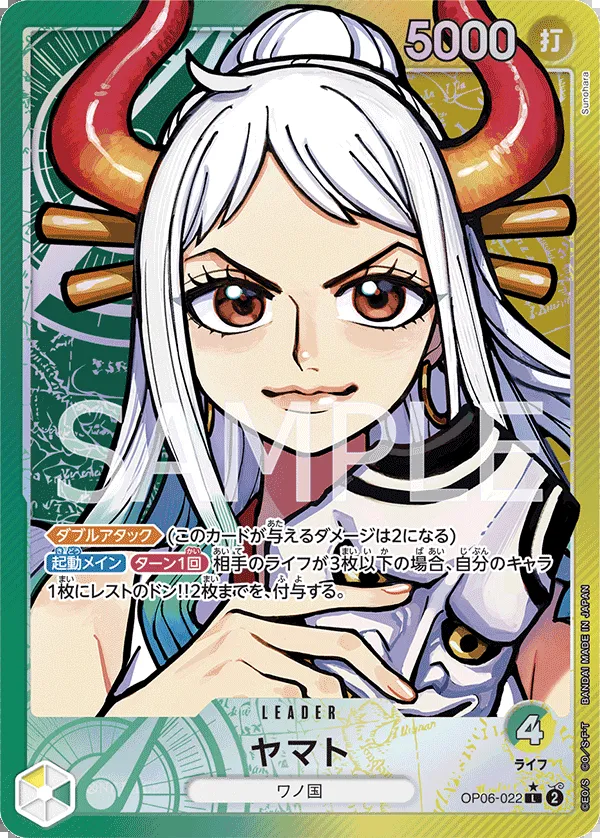 5000 打
Sunohara
SAMPLE
ダブルアタック (このカードが与えるダメージは2になる)
起動メイン ターン1回 相手のライフが3枚以下の場合、自分のキャラ
1枚にレストのドン!!2枚までを、付与する。
LEADER
4
ライフ
ヤマト
ワノ国
OP06-022 L 2
©E.O/S. ©O./S.F.T BANDAI MADE IN JAPAN